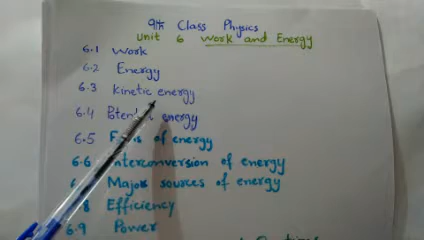 9th Class Physics
Unit 6 Work and Energy
6.1 Work
6.2 Energy
6.3 Kinetic energy
6.4 energy
6.5 of energy
6.6 Interconversion of energy
Major sources of energy
8 Efficiency
6.9 Power